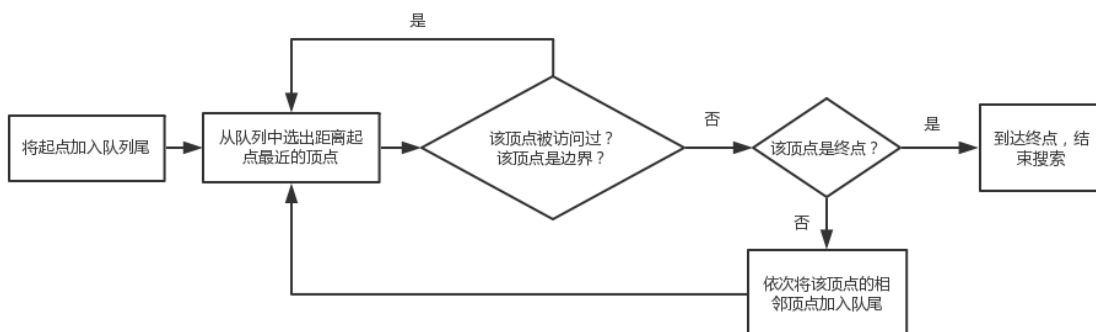 是
将起点加入队列尾
从队列中选出距离起
点最近的顶点
该顶点被访问过？
该顶点是边界？
否
该顶点是终点？
是
到达终点，结
束搜索
否
依次将该顶点的相
邻顶点加入队尾